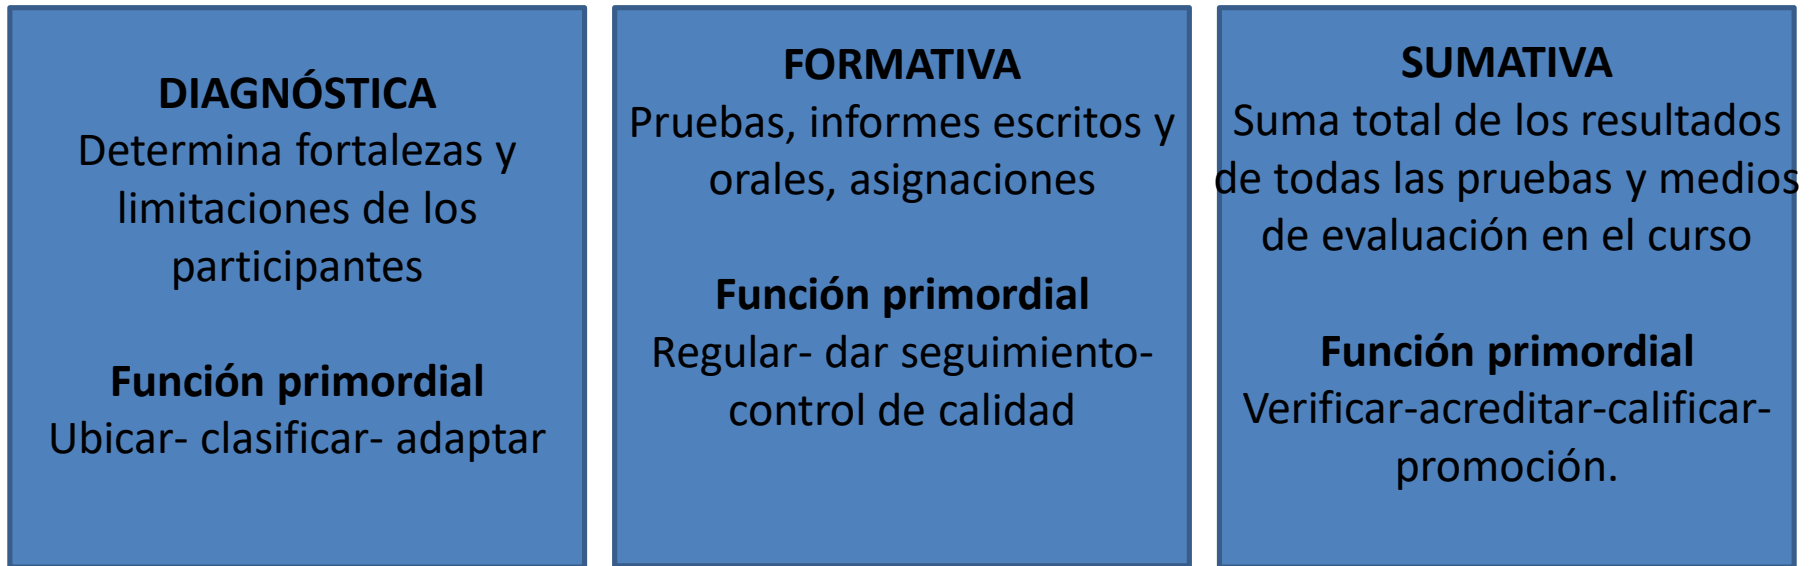 DIAGNÓSTICA
Determina fortalezas y
limitaciones de los
participantes
Función primordial
Ubicar- clasificar- adaptar
FORMATIVA
Pruebas, informes escritos y
orales, asignaciones
Función primordial
Regular- dar seguimiento-
control de calidad
SUMATIVA
Suma total de los resultados
de todas las pruebas y medios
de evaluación en el curso
Función primordial
Verificar-acreditar-calificar-
promoción.